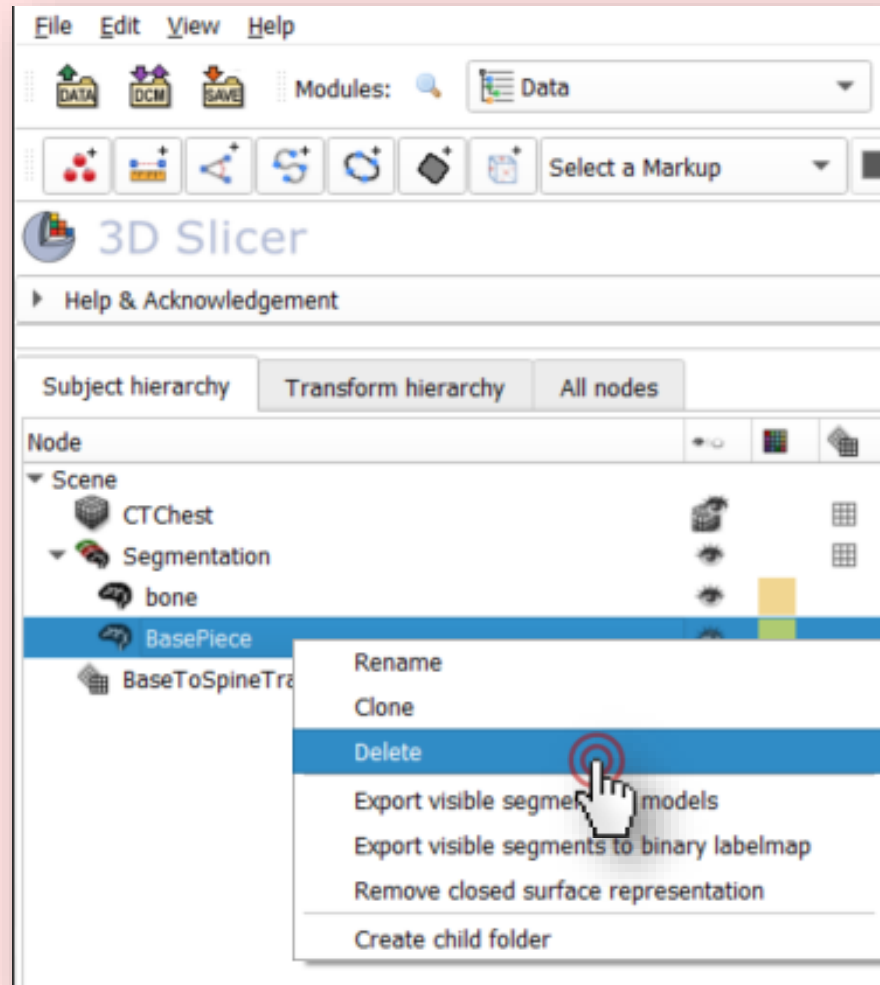 File Edit View Help
DATA DCM SAVE Modules: Data
Select a Markup
3D Slicer
Help & Acknowledgement
Subject hierarchy Transform hierarchy All nodes
Node
Scene
CTChest
Segmentation
bone
BasePiece
Rename
BaseToSpineTra
Clone
Delete
Export visible models
Export visible segments to binary labelmap
Remove closed surface representation
Create child folder